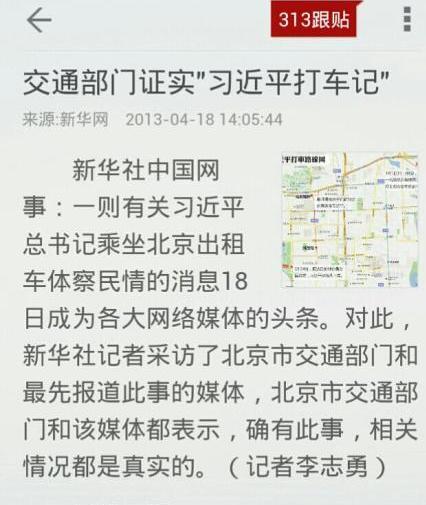 313跟贴
交通部门证实"习近平打车记"
来源:新华网 2013-04-18 14:05:44
新华社中国网
事：一则有关习近平
总书记乘坐北京出租
车体察民情的消息18
日成为各大网络媒体的头条。对此，
新华社记者采访了北京市交通部门和
最先报道此事的媒体，北京市交通部
门和该媒体都表示，确有此事，相关
情况都是真实的。（记者李志勇）